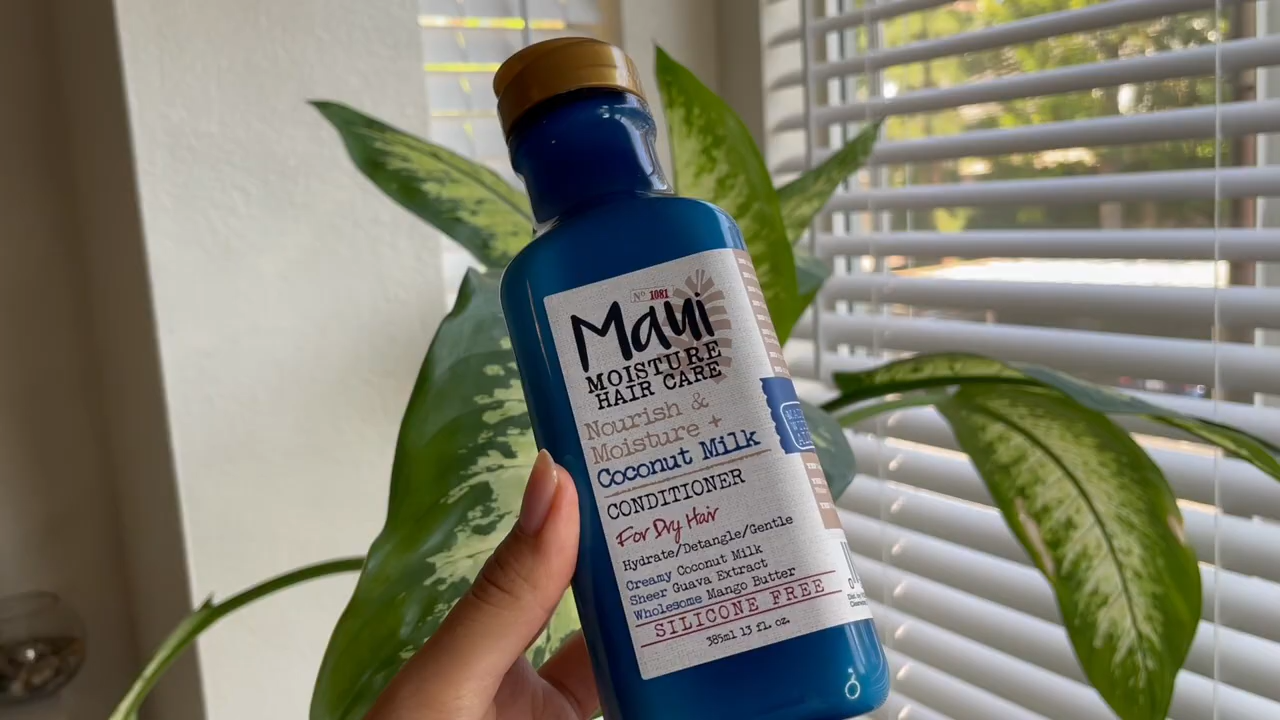 Nº 1081
Maui
MOISTURE
HAIR CARE
Nourish &
Moisture +
Coconut Milk
CONDITIONER
For Dry Hair
Hydrate/Detangle/Gentle
Creamy Coconut Milk
Sheer Guava Extract
Wholesome Mango Butter
SILICONE FREE
385ml 13 fl. oz.